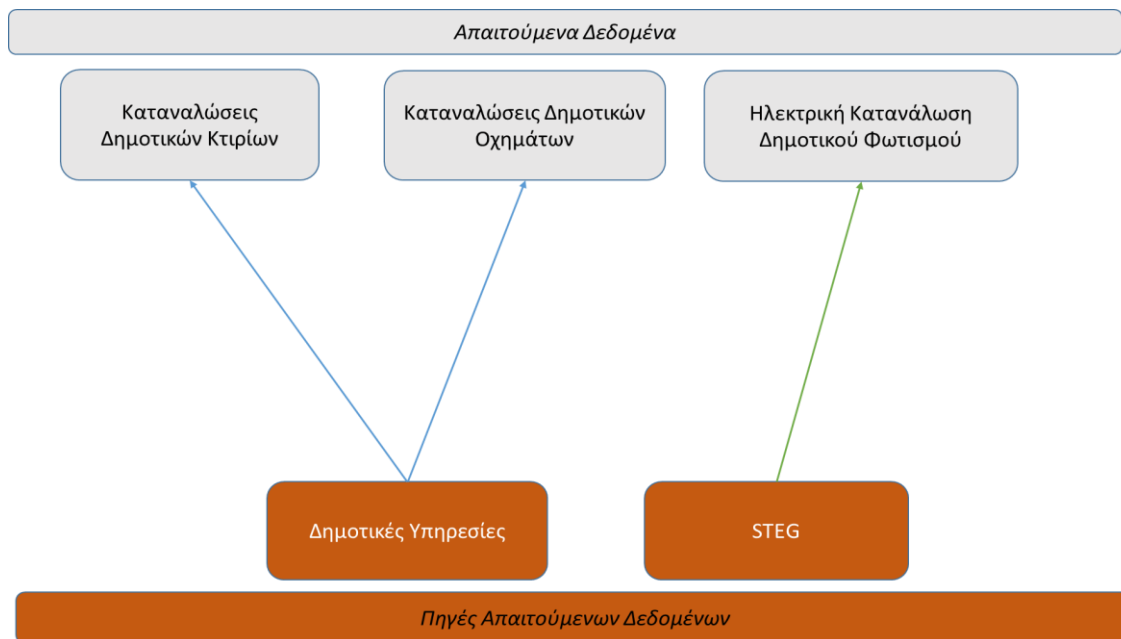 Απαιτούμενα Δεδομένα
Καταναλώσεις
Δημοτικών Κτιρίων
Καταναλώσεις Δημοτικών
Οχημάτων
Ηλεκτρική Κατανάλωση
Δημοτικού Φωτισμού
Δημοτικές Υπηρεσίες
STEG
Πηγές Απαιτούμενων Δεδομένων